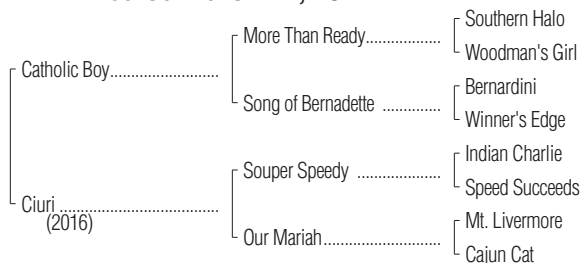 Southern Halo
More Than Ready
Woodman's Girl
Catholic Boy
Bernardini
Song of Bernadette
Winner's Edge
Indian Charlie
Souper Speedy
Speed Succeeds
Ciuri
(2016)
Mt. Livermore
Our Mariah
Cajun Cat